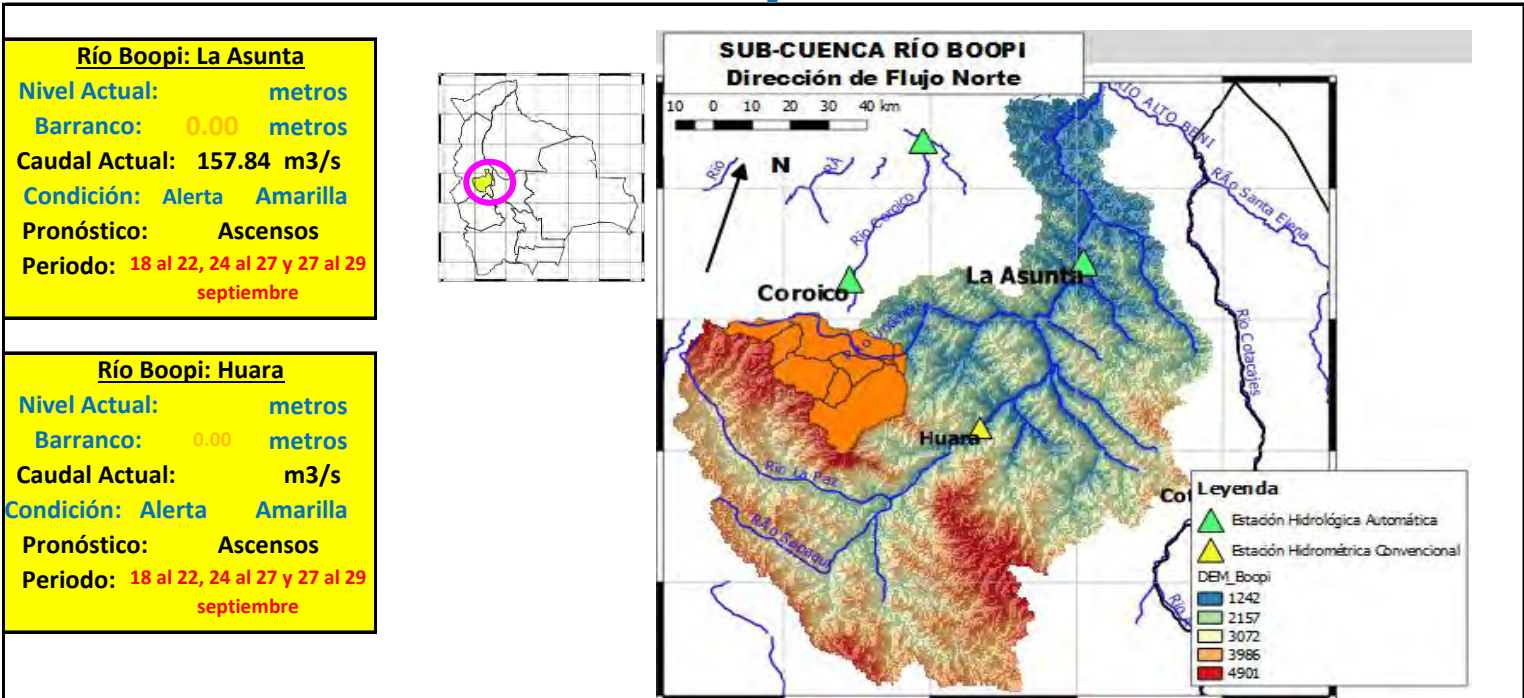 Río Boopi: La Asunta
Nivel Actual: metros
Barranco: 0.00 metros
Caudal Actual: 157.84 m3/s
Condición: Alerta Amarilla
Pronóstico: Ascensos
Periodo: 18 al 22, 24 al 27 y 27 al 29
septiembre
Río Boopi: Huara
Nivel Actual: metros
Barranco: 0.00 metros
Caudal Actual: m3/s
Condición: Alerta Amarilla
Pronóstico: Ascensos
Periodo: 18 al 22, 24 al 27 y 27 al 29
septiembre
SUB-CUENCA RÍO BOOPI
Dirección de Flujo Norte
10 0 10 20 30 40 km
N
Río
RÃ
Río Coroico
RIO ALTO BENI
RÃo Santa Elena
Río Cotacajes
Coroico
La Asunta
Huara
Río La Paz
RÃo Sapaqui
Leyenda
Estación Hidrológica Automática
Estación Hidrométrica Convencional
DEM_Boopi
1242
2157
3072
3986
4901